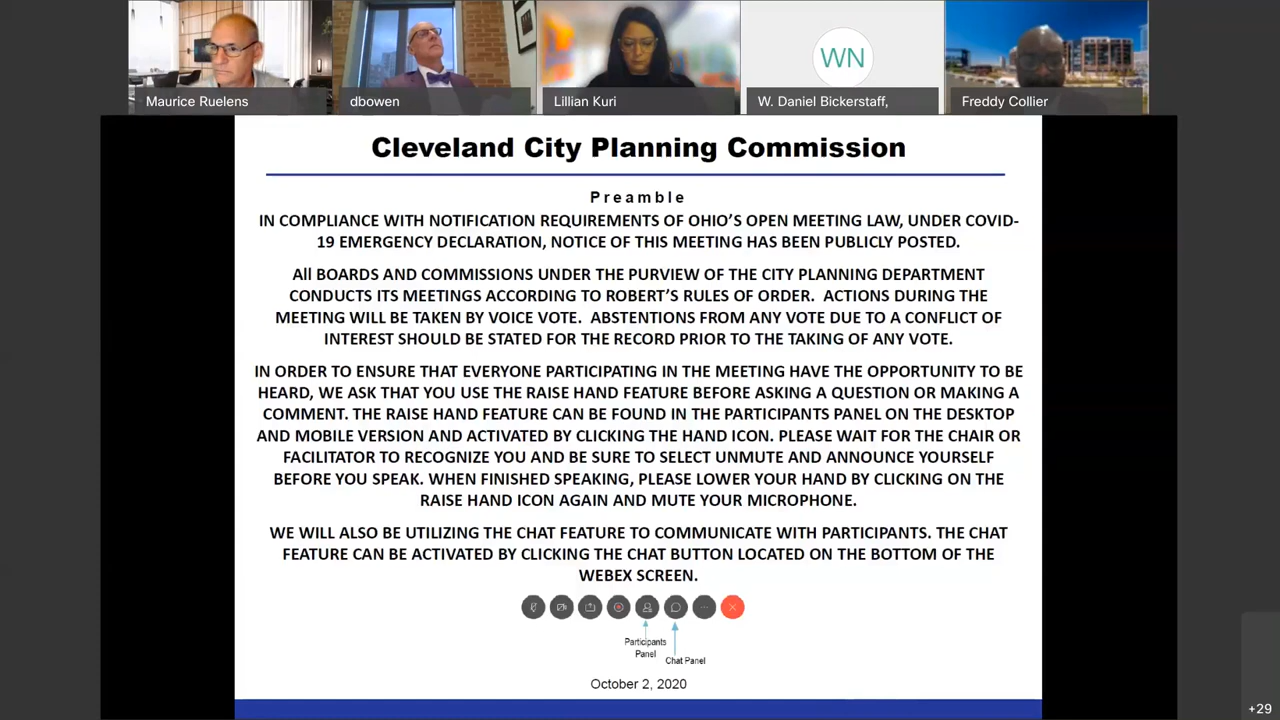 WN
Maurice Ruelens
dbowen
Lillian Kuri
W. Daniel Bickerstaff,
Freddy Collier
Cleveland City Planning Commission
Preamble
IN COMPLIANCE WITH NOTIFICATION REQUIREMENTS OF OHIO'S OPEN MEETING LAW, UNDER COVID-
19 EMERGENCY DECLARATION, NOTICE OF THIS MEETING HAS BEEN PUBLICLY POSTED.
All BOARDS AND COMMISSIONS UNDER THE PURVIEW OF THE CITY PLANNING DEPARTMENT
CONDUCTS ITS MEETINGS ACCORDING TO ROBERT'S RULES OF ORDER. ACTIONS DURING THE
MEETING WILL BE TAKEN BY VOICE VOTE. ABSTENTIONS FROM ANY VOTE DUE TO A CONFLICT OF
INTEREST SHOULD BE STATED FOR THE RECORD PRIOR TO THE TAKING OF ANY VOTE.
IN ORDER TO ENSURE THAT EVERYONE PARTICIPATING IN THE MEETING HAVE THE OPPORTUNITY TO BE
HEARD, WE ASK THAT YOU USE THE RAISE HAND FEATURE BEFORE ASKING A QUESTION OR MAKING A
COMMENT. THE RAISE HAND FEATURE CAN BE FOUND IN THE PARTICIPANTS PANEL ON THE DESKTOP
AND MOBILE VERSION AND ACTIVATED BY CLICKING THE HAND ICON. PLEASE WAIT FOR THE CHAIR OR
FACILITATOR TO RECOGNIZE YOU AND BE SURE TO SELECT UNMUTE AND ANNOUNCE YOURSELF
BEFORE YOU SPEAK. WHEN FINISHED SPEAKING, PLEASE LOWER YOUR HAND BY CLICKING ON THE
RAISE HAND ICON AGAIN AND MUTE YOUR MICROPHONE.
WE WILL ALSO BE UTILIZING THE CHAT FEATURE TO COMMUNICATE WITH PARTICIPANTS. THE CHAT
FEATURE CAN BE ACTIVATED BY CLICKING THE CHAT BUTTON LOCATED ON THE BOTTOM OF THE
WEBEX SCREEN.
Participants
Panel
Chat Panel
October 2, 2020
+29